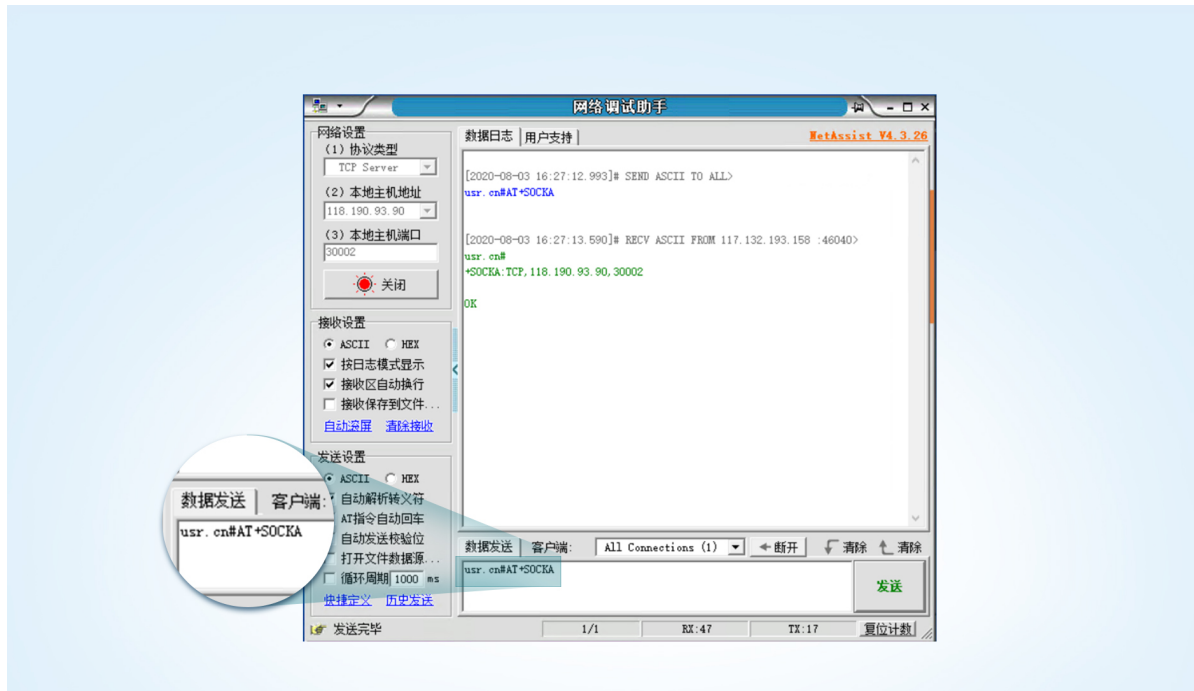 网络调试助手
网络设置
(1) 协议类型
TCP Server
(2) 本地主机地址
118.190.93.90
(3) 本地主机端口
30002
关闭
接收设置
ASCII HEX
按日志模式显示
接收区自动换行
接收保存到文件...
自动滚屏 清除接收
发送设置
ASCII HEX
自动解析转义符
AT指令自动回车
自动发送校验位
打开文件数据源...
循环周期 1000 ms
快捷定义 历史发送
数据日志 用户支持
NetAssist V4.3.26
[2020-08-03 16:27:12.993]# SEND ASCII TO ALL>
usr.cn#AT+SOCKA
[2020-08-03 16:27:13.590]# RECV ASCII FROM 117.132.193.158 :46040>
usr.cn#
+SOCKA:TCP,118.190.93.90,30002
OK
数据发送 客户端: All Connections (1) 断开 清除 清除
usr.cn#AT+SOCKA
发送
数据发送 客户端:
usr.cn#AT+SOCKA
发送完毕 1/1 RX:47 TX:17 复位计数